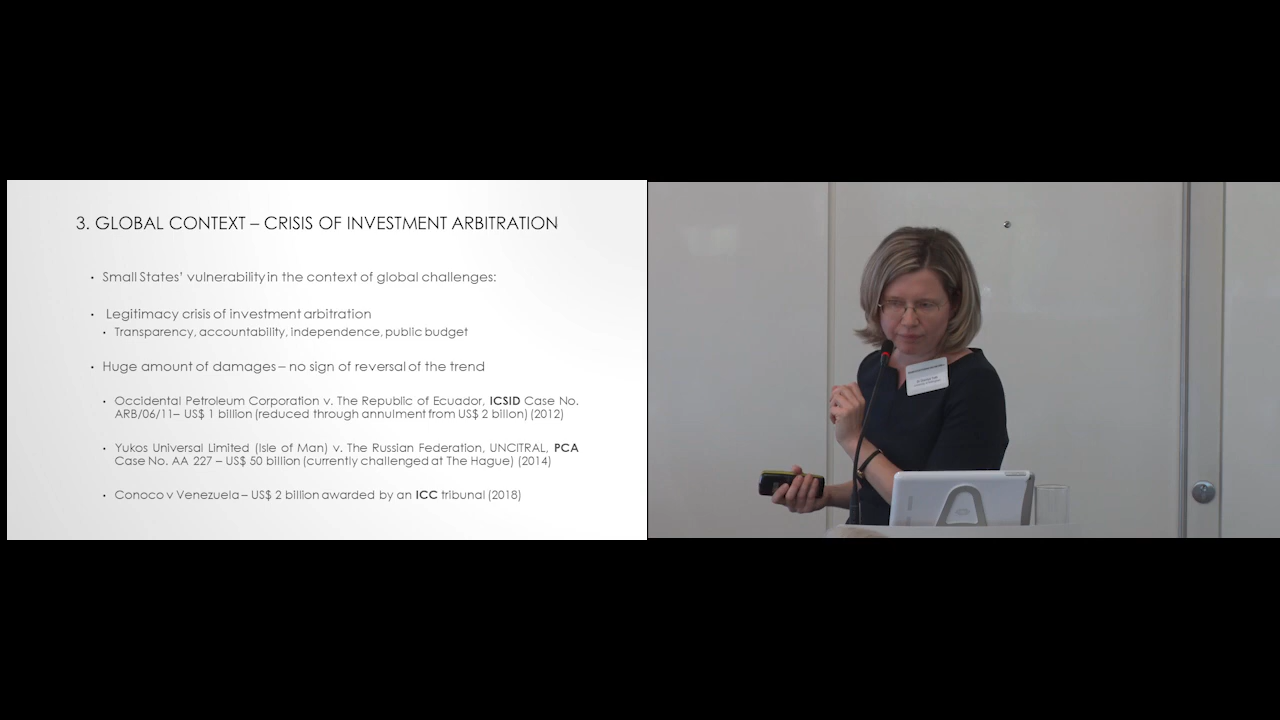 3. GLOBAL CONTEXT – CRISIS OF INVESTMENT ARBITRATION
• Small States' vulnerability in the context of global challenges:
• Legitimacy crisis of investment arbitration
• Transparency, accountability, independence, public budget
• Huge amount of damages – no sign of reversal of the trend
• Occidental Petroleum Corporation v. The Republic of Ecuador, ICSID Case No.
ARB/06/11– US$ 1 billion (reduced through annulment from US$ 2 billon) (2012)
• Yukos Universal Limited (Isle of Man) v. The Russian Federation, UNCITRAL, PCA
Case No. AA 227 – US$ 50 billion (currently challenged at The Hague) (2014)
• Conoco v Venezuela – US$ 2 billion awarded by an ICC tribunal (2018)